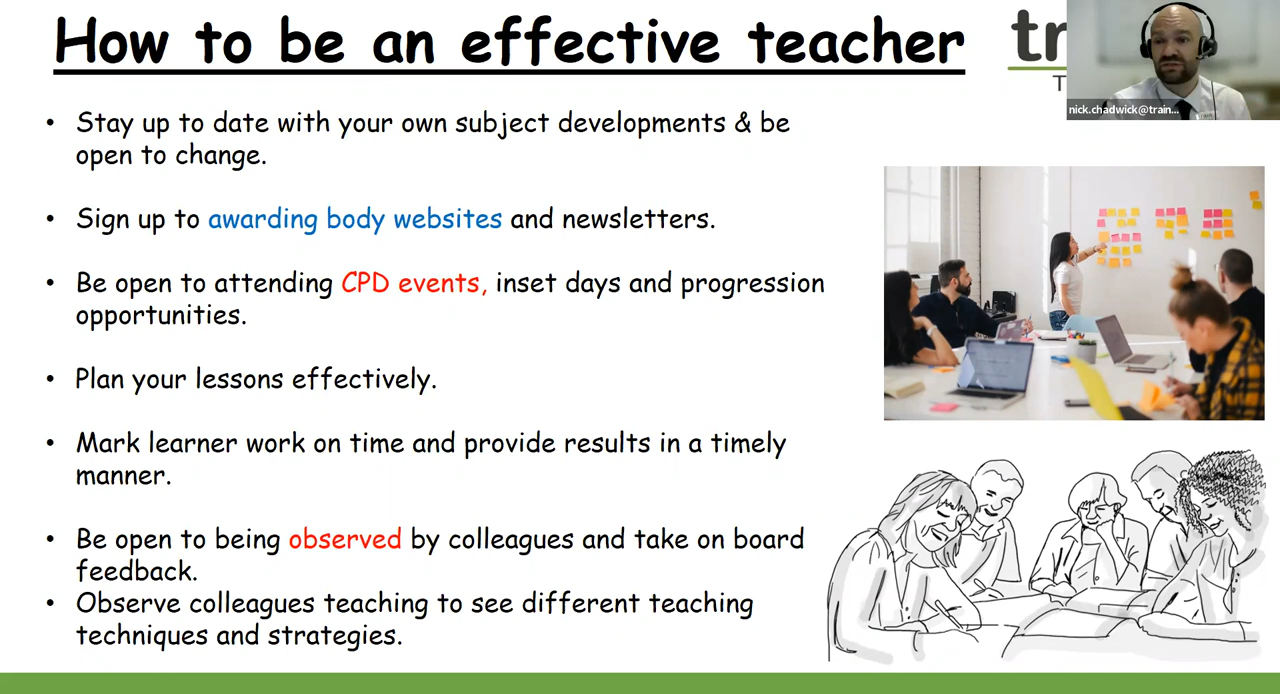 How to be an effective teacher
tr
T
nick.chadwick@train...
• Stay up to date with your own subject developments & be
open to change.
• Sign up to awarding body websites and newsletters.
• Be open to attending CPD events, inset days and progression
opportunities.
• Plan your lessons effectively.
• Mark learner work on time and provide results in a timely
manner.
• Be open to being observed by colleagues and take on board
feedback.
• Observe colleagues teaching to see different teaching
techniques and strategies.